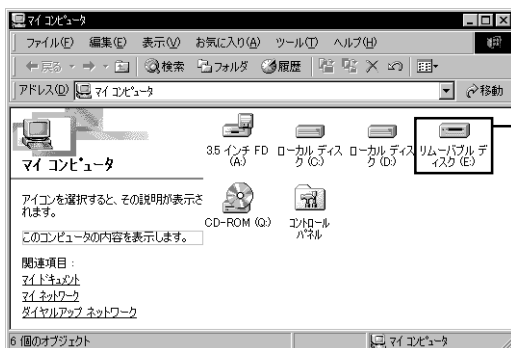 マイ コンピュータ
ファイル(F) 編集(E) 表示(V) お気に入り(A) ツール(T) ヘルプ(H)
戻る 検索 フォルダ 履歴
アドレス(D) マイ コンピュータ 移動
マイ コンピュータ
アイコンを選択すると、その説明が表示さ
れます。
このコンピュータの内容を表示します。
関連項目:
マイ ドキュメント
マイ ネットワーク
ダイヤルアップ ネットワーク
3.5 インチ FD
(A:)
ローカル ディス
ク (C:)
ローカル ディス
ク (D:)
リムーバブル デ
ィスク (E:)
CD-ROM (Q:)
コントロール
パネル
6 個のオブジェクト マイ コンピュータ